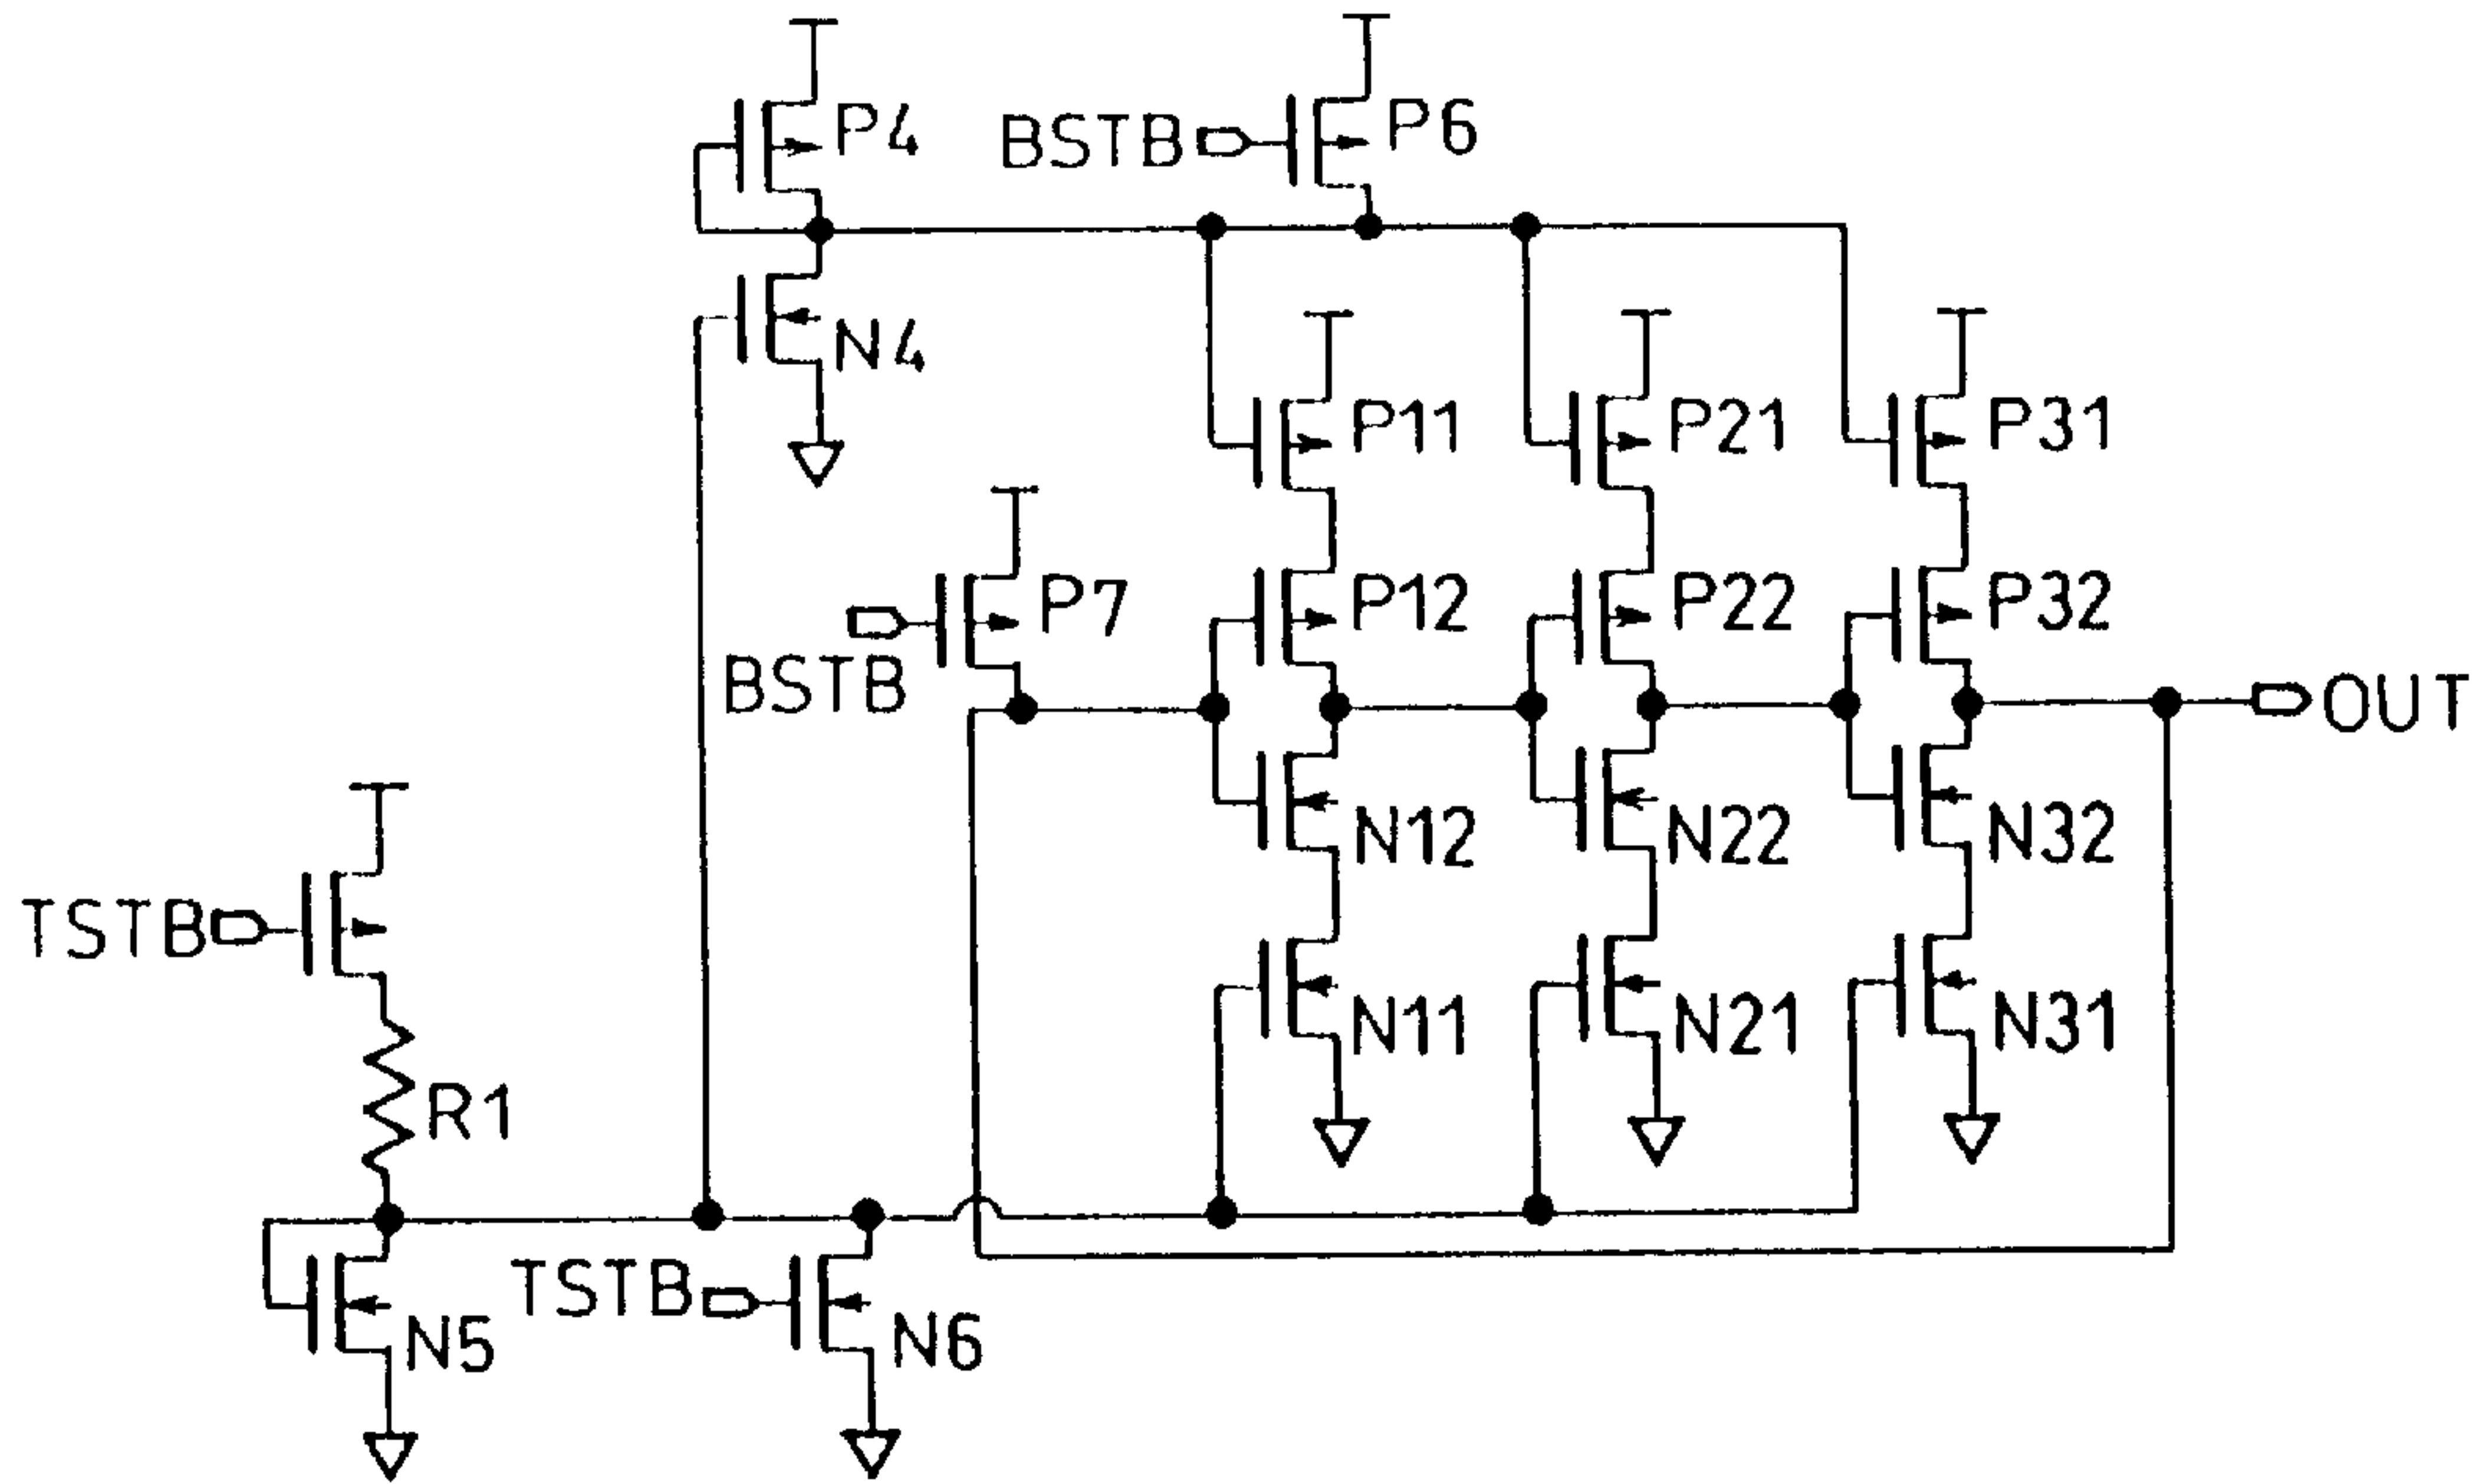 P4
BSTB
P6
N4
P11
P21
P31
P7
BSTB
P12
P22
P32
OUT
N12
N22
N32
TSTB
R1
N11
N21
N31
TSTB
N5
N6